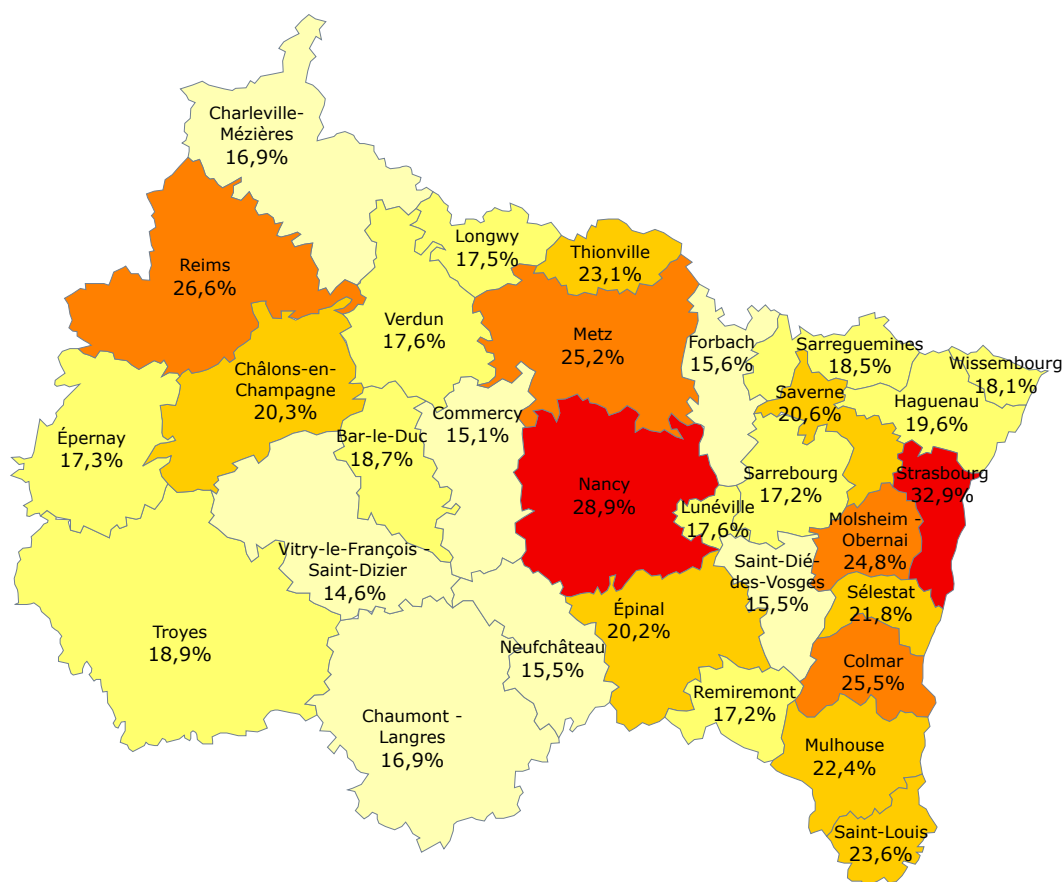 Charleville-
Mézières
16,9%
Longwy
17,5%
Thionville
23,1%
Reims
26,6%
Verdun
17,6%
Metz
25,2%
Forbach
15,6%
Sarreguemines
18,5%
Wissembourg
18,1%
Châlons-en-
Champagne
20,3%
Saverne
20,6%
Haguenau
19,6%
Commercy
15,1%
Épernay
17,3%
Bar-le-Duc
18,7%
Nancy
28,9%
Sarrebourg
17,2%
Strasbourg
32,9%
Lunéville
17,6%
Molsheim -
Obernai
24,8%
Vitry-le-François -
Saint-Dizier
14,6%
Saint-Dié-
des-Vosges
15,5%
Sélestat
21,8%
Troyes
18,9%
Épinal
20,2%
Neufchâteau
15,5%
Colmar
25,5%
Remiremont
17,2%
Chaumont -
Langres
16,9%
Mulhouse
22,4%
Saint-Louis
23,6%